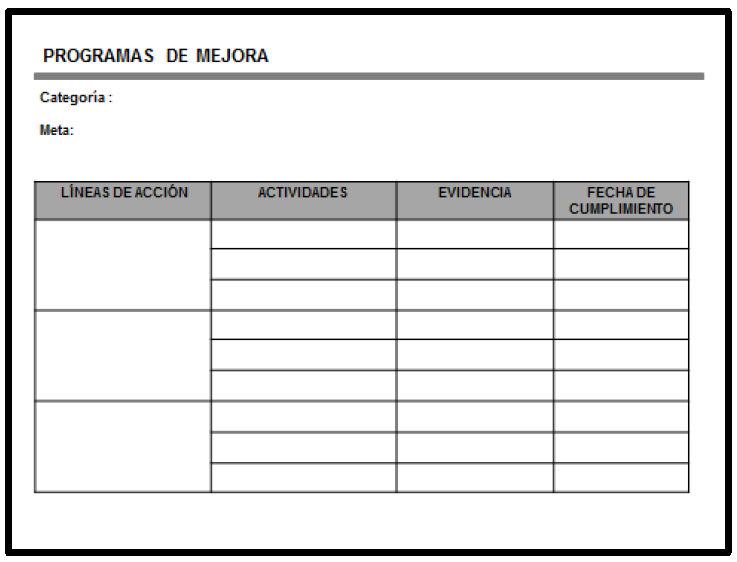 PROGRAMAS DE MEJORA
Categoría :
Meta:
LÍNEAS DE ACCIÓN ACTIVIDADES EVIDENCIA FECHA DE CUMPLIMIENTO